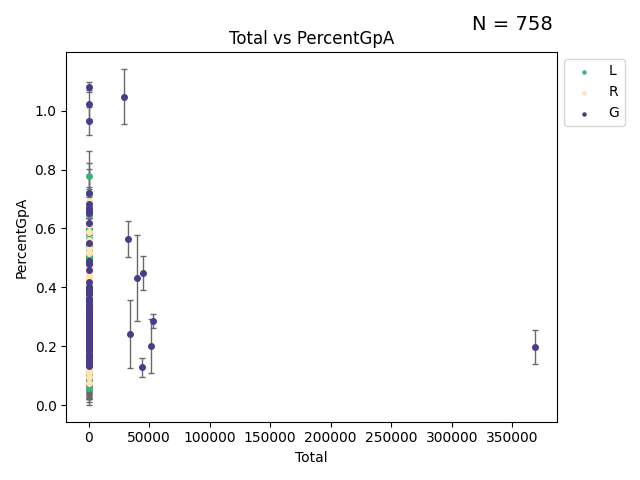 N = 758
Total vs PercentGpA
L
R
G
1.0
0.8
0.6
0.4
0.2
0.0
PercentGpA
0 50000 100000 150000 200000 250000 300000 350000
Total